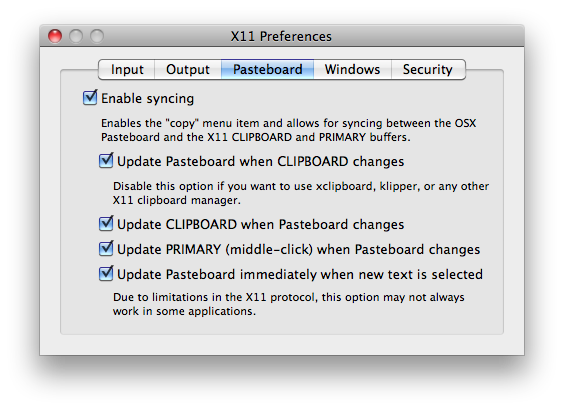 X11 Preferences
Input Output Pasteboard Windows Security
Enable syncing
Enables the "copy" menu item and allows for syncing between the OSX
Pasteboard and the X11 CLIPBOARD and PRIMARY buffers.
Update Pasteboard when CLIPBOARD changes
Disable this option if you want to use xclipboard, klipper, or any other
X11 clipboard manager.
Update CLIPBOARD when Pasteboard changes
Update PRIMARY (middle-click) when Pasteboard changes
Update Pasteboard immediately when new text is selected
Due to limitations in the X11 protocol, this option may not always
work in some applications.